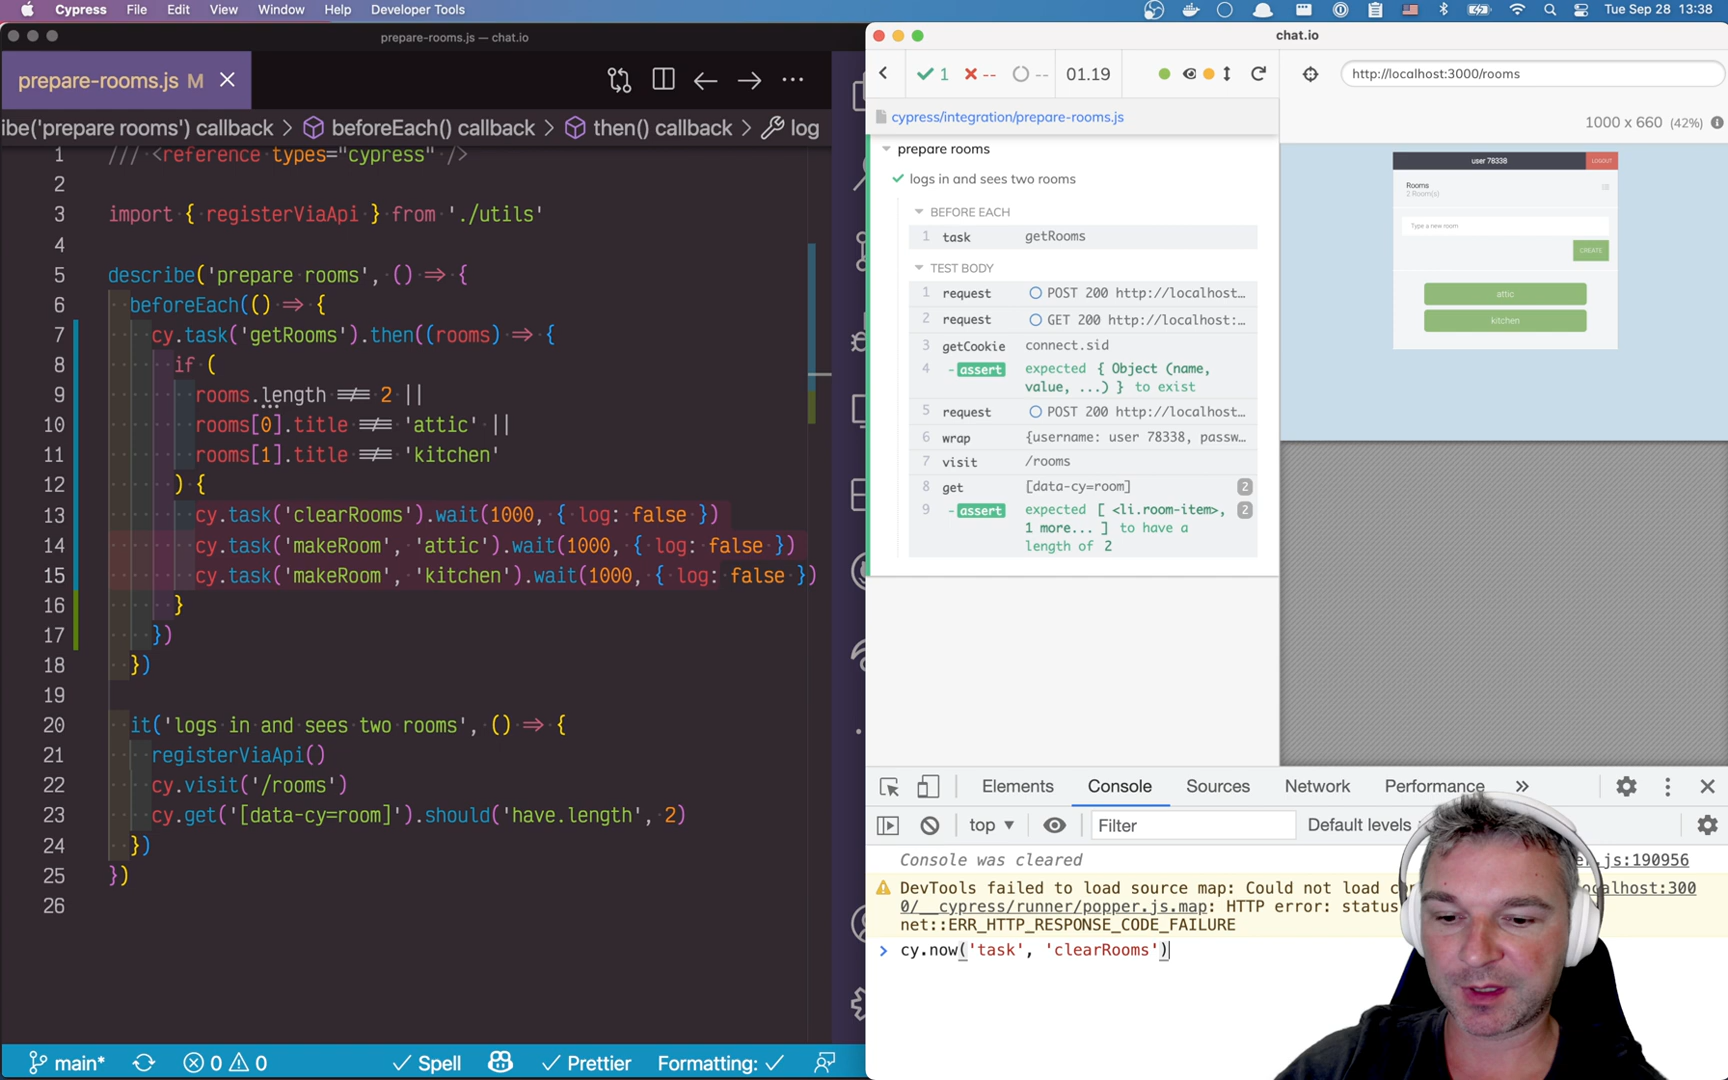 Cypress File Edit View Window Help Developer Tools
Tue Sep 28 13:38
prepare-rooms.js — chat.io
prepare-rooms.js M
ibe('prepare rooms') callback > beforeEach() callback > then() callback > log
1 /// <reference types="cypress" />
2
3 import { registerViaApi } from './utils'
4
5 describe('prepare rooms', () => {
6 beforeEach(() => {
7 cy.task('getRooms').then((rooms) => {
8 if (
9 rooms.length !== 2 ||
10 rooms[0].title !== 'attic' ||
11 rooms[1].title !== 'kitchen'
12 ) {
13 cy.task('clearRooms').wait(1000, { log: false })
14 cy.task('makeRoom', 'attic').wait(1000, { log: false })
15 cy.task('makeRoom', 'kitchen').wait(1000, { log: false })
16 }
17 })
18 })
19
20 it('logs in and sees two rooms', () => {
21 registerViaApi()
22 cy.visit('/rooms')
23 cy.get('[data-cy=room]').should('have.length', 2)
24 })
25 })
26
main* 0 0 Spell Prettier Formatting:
chat.io
1 -- -- 01.19
http://localhost:3000/rooms
cypress/integration/prepare-rooms.js
1000 x 660 (42%)
prepare rooms
logs in and sees two rooms
BEFORE EACH
1 task getRooms
TEST BODY
1 request POST 200 http://localhost...
2 request GET 200 http://localhost:...
3 getCookie connect.sid
4 -assert expected { Object (name,
value, ...) } to exist
5 request POST 200 http://localhost...
6 wrap {username: user 78338, passw...
7 visit /rooms
8 get [data-cy=room] 2
9 -assert expected [ <li.room-item>, 2
1 more... ] to have a
length of 2
user 78338 LOGOUT
Rooms
2 Room(s)
Type a new room
CREATE
attic
kitchen
Elements Console Sources Network Performance »
top Filter Default levels
Console was cleared
er.js:190956
DevTools failed to load source map: Could not load co
ocalhost:300
0/__cypress/runner/popper.js.map: HTTP error: status
net::ERR_HTTP_RESPONSE_CODE_FAILURE
> cy.now('task', 'clearRooms')